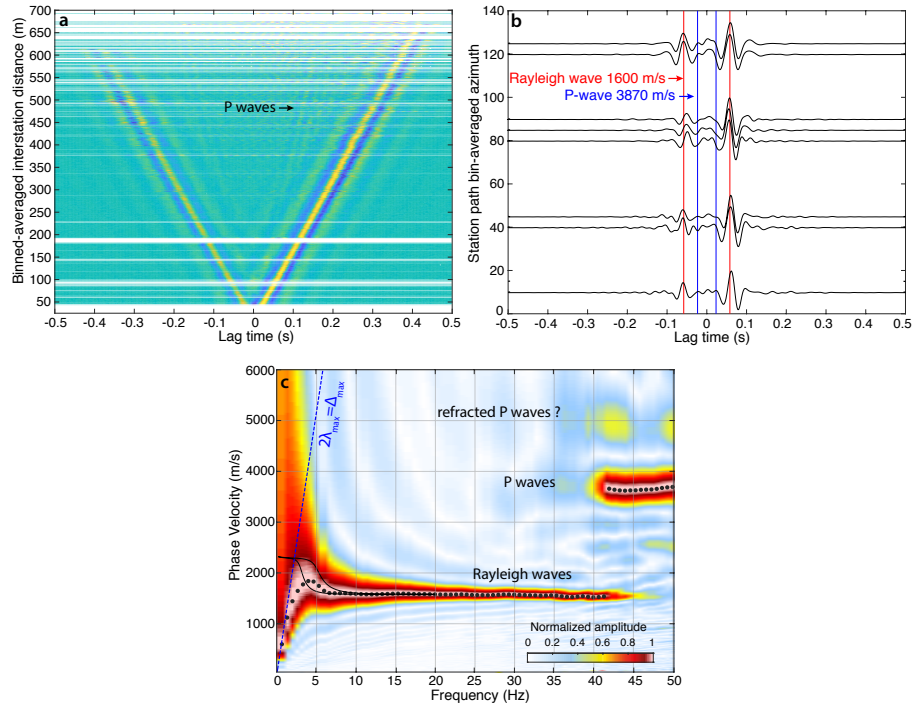 a
Binned-averaged interstation distance (m)
700
650
600
550
500
450
400
350
300
250
200
150
100
50
P waves
-0.5 -0.4 -0.3 -0.2 -0.1 0 0.1 0.2 0.3 0.4 0.5
Lag time (s)
b
Station path bin-averaged azimuth
140
120
100
80
60
40
20
0
Rayleigh wave 1600 m/s
P-wave 3870 m/s
-0.5 -0.4 -0.3 -0.2 -0.1 0 0.1 0.2 0.3 0.4 0.5
Lag time (s)
c
Phase Velocity (m/s)
6000
5000
4000
3000
2000
1000
2λmax=Δmax
refracted P waves ?
P waves
Rayleigh waves
Normalized amplitude
0 0.2 0.4 0.6 0.8 1
0 5 10 15 20 25 30 35 40 45 50
Frequency (Hz)